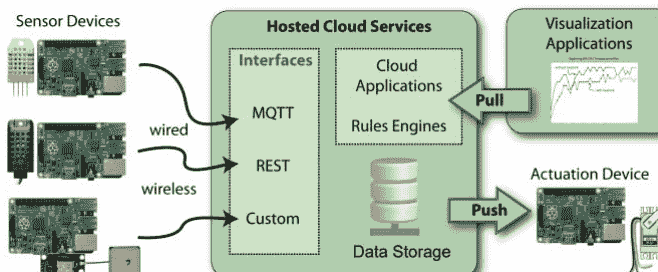 Sensor Devices
wired
wireless
Hosted Cloud Services
Interfaces
MQTT
REST
Custom
Cloud
Applications
Rules Engines
Data Storage
Pull
Push
Visualization
Applications
Actuation Device